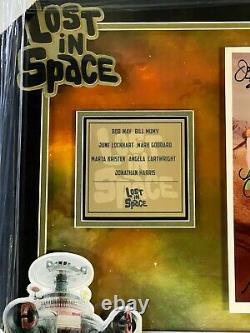 LOST
IN
SPACE
BOB MAY BILL MUMY
JUNE LOCKHART MARK GODDARD
MARTA KRISTEN ANGELA CARTWRIGHT
JONATHAN HARRIS
LOST
IN
SPACE